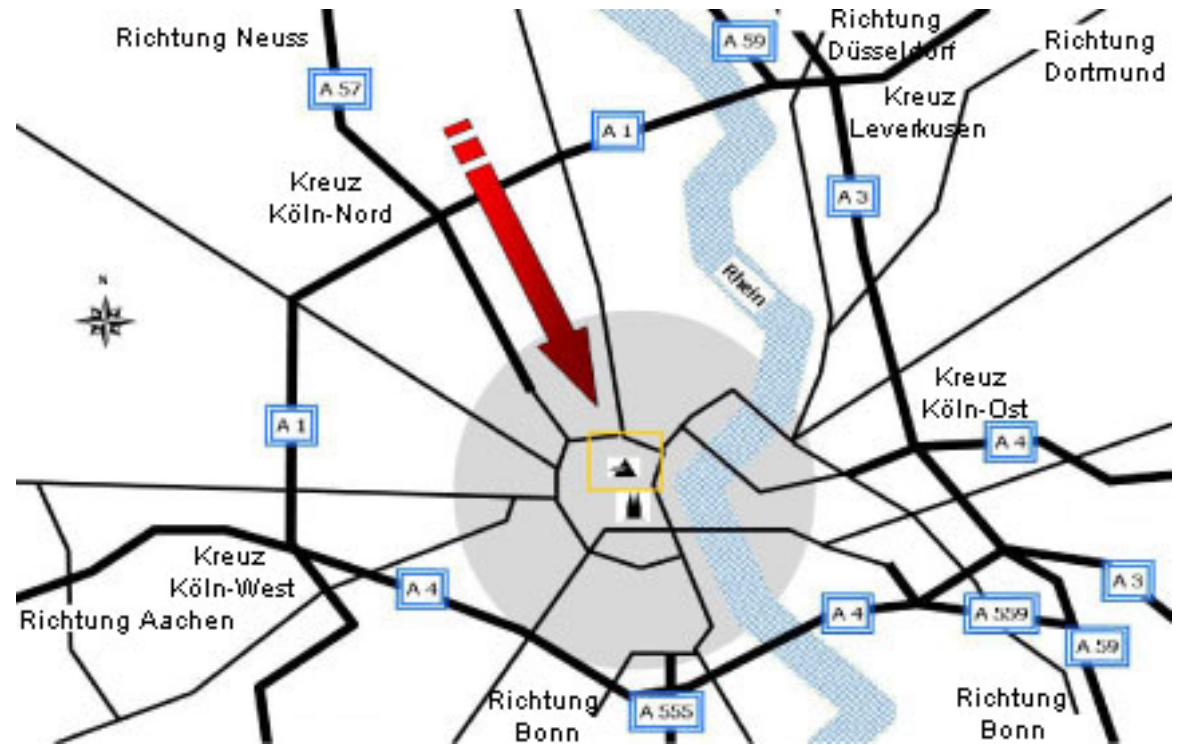 Richtung Neuss
A 57
A 59
Richtung
Düsseldorf
Richtung
Dortmund
Kreuz
Leverkusen
A 1
A 3
Kreuz
Köln-Nord
N
Rhein
A 1
Kreuz
Köln-Ost
A 4
Kreuz
Köln-West
A 4
Richtung Aachen
A 4
A 559
A 3
A 59
Richtung
Bonn
A 555
Richtung
Bonn